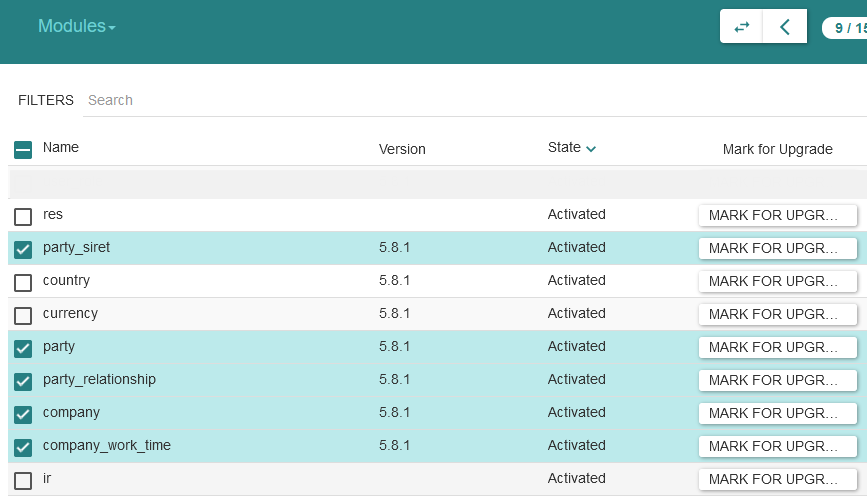 Modules
9 / 15
FILTERS Search
Name Version State Mark for Upgrade
res Activated MARK FOR UPGR...
party_siret 5.8.1 Activated MARK FOR UPGR...
country 5.8.1 Activated MARK FOR UPGR...
currency 5.8.1 Activated MARK FOR UPGR...
party 5.8.1 Activated MARK FOR UPGR...
party_relationship 5.8.1 Activated MARK FOR UPGR...
company 5.8.1 Activated MARK FOR UPGR...
company_work_time 5.8.1 Activated MARK FOR UPGR...
ir Activated MARK FOR UPGR...